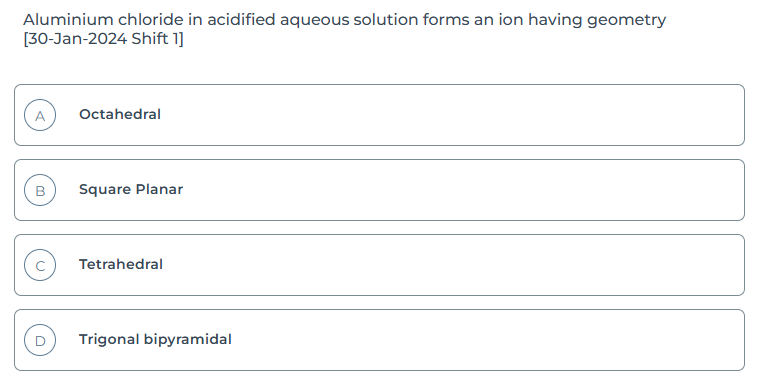 Aluminium chloride in acidified aqueous solution forms an ion having geometry
[30-Jan-2024 Shift 1]
A Octahedral
B Square Planar
C Tetrahedral
D Trigonal bipyramidal